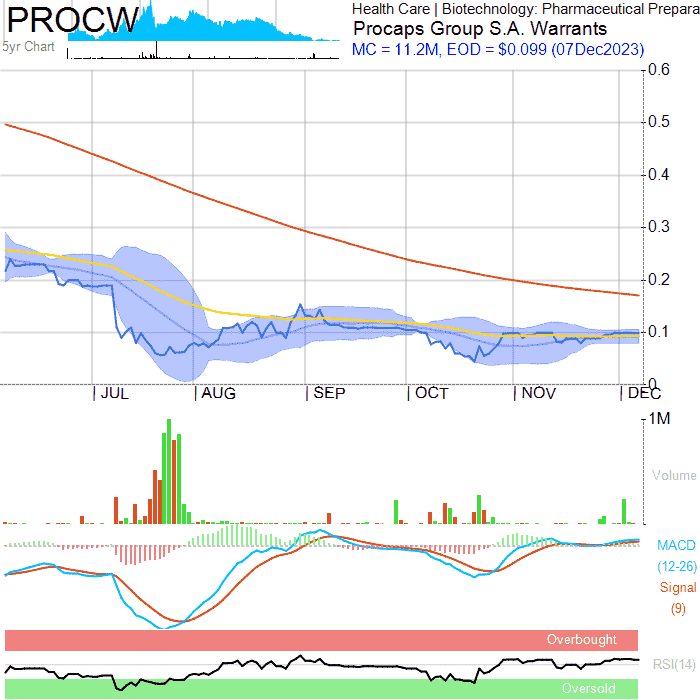 PROCW
Health Care | Biotechnology: Pharmaceutical Prepara
5yr Chart
Procaps Group S.A. Warrants
MC = 11.2M, EOD = $0.099 (07Dec2023)
0.6
0.5
0.4
0.3
0.2
0.1
0
JUL AUG SEP OCT NOV DEC
1M
Volume
MACD
(12-26)
Signal
(9)
Overbought
RSI(14)
Oversold